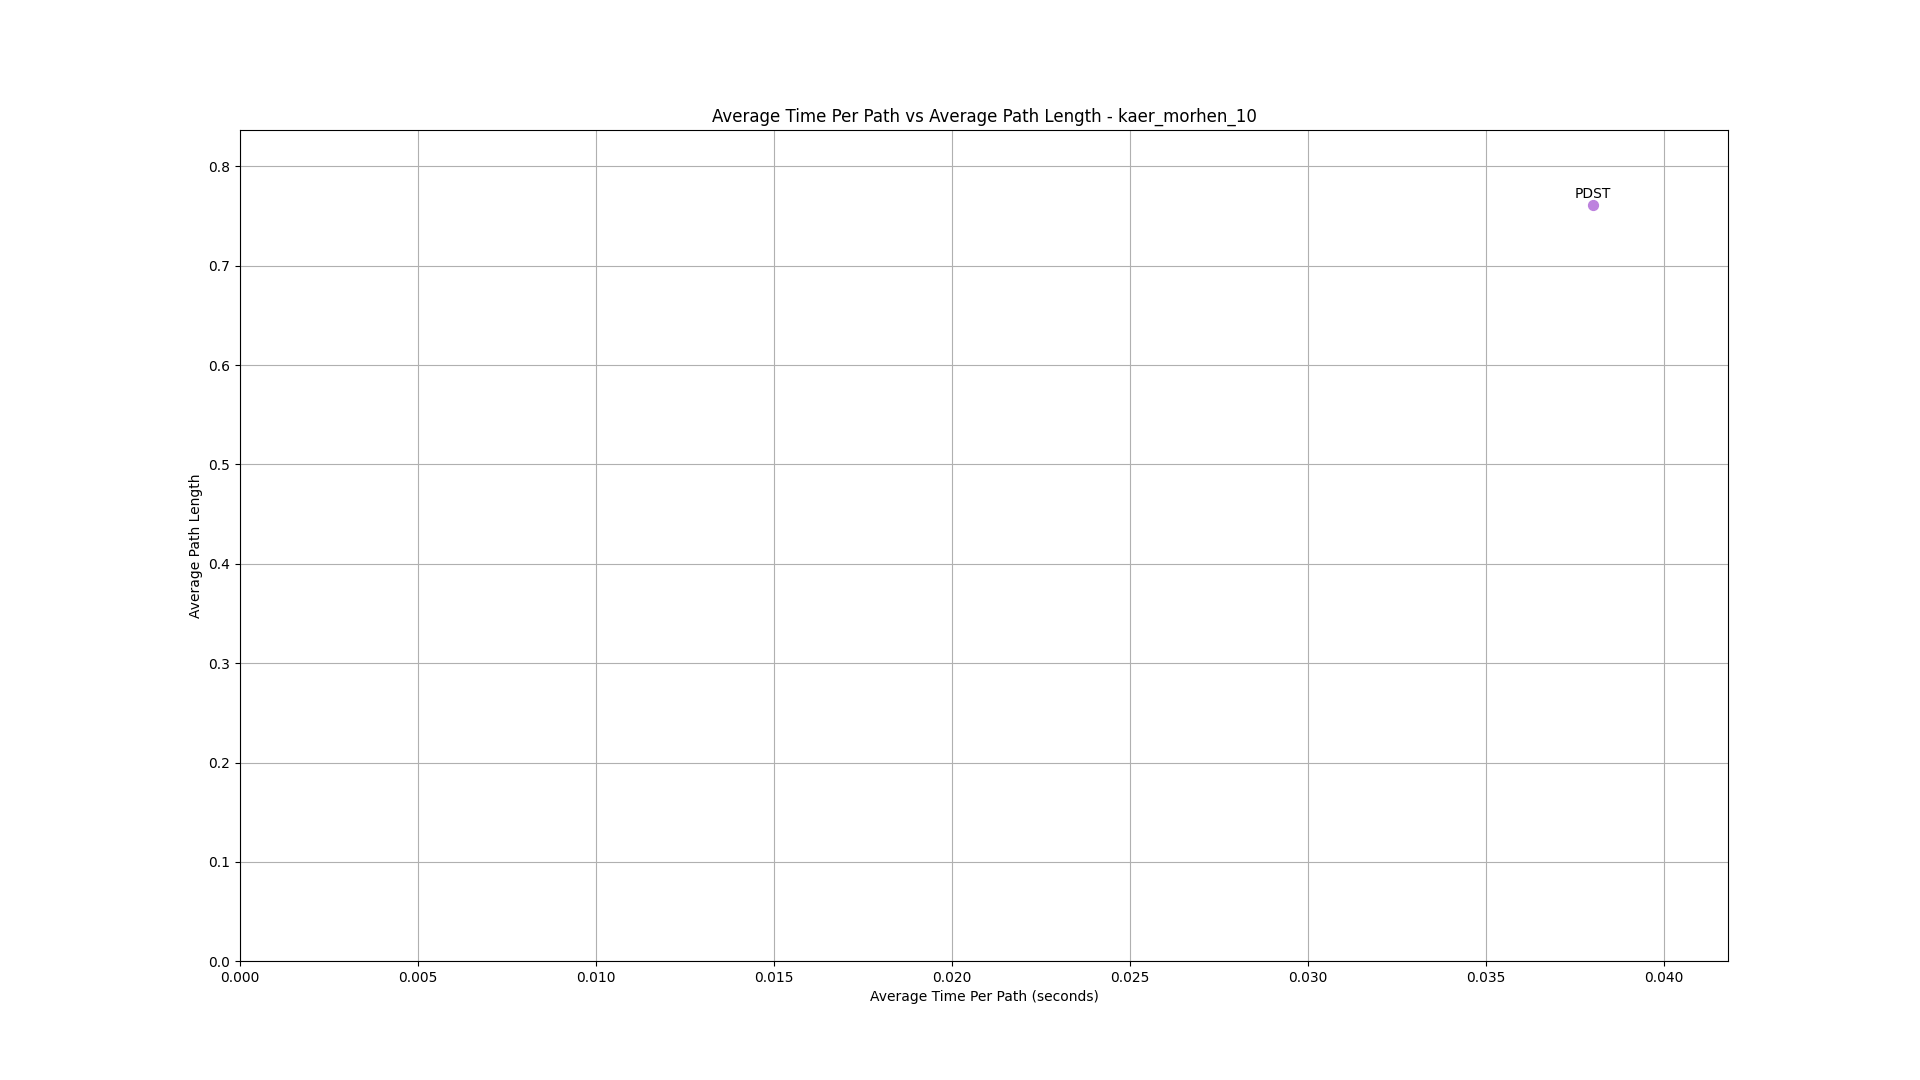 Average Time Per Path vs Average Path Length - kaer_morhen_10
0.8
0.7
0.6
0.5
0.4
0.3
0.2
0.1
0.0
Average Path Length
PDST
0.000 0.005 0.010 0.015 0.020 0.025 0.030 0.035 0.040
Average Time Per Path (seconds)